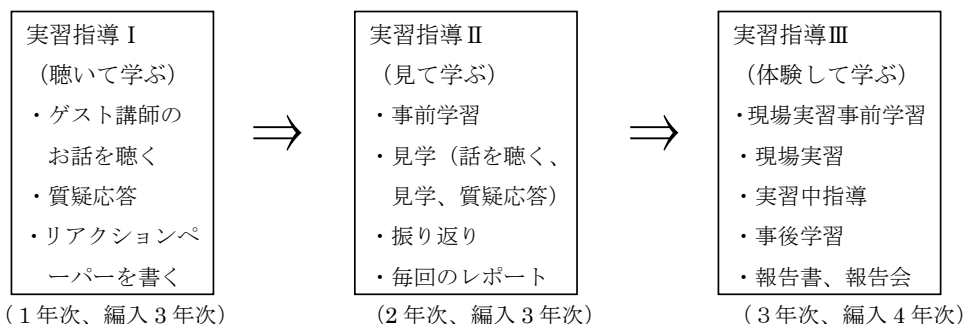 実習指導Ⅰ
（聴いて学ぶ）
・ゲスト講師の
お話を聴く
・質疑応答
・リアクションペ
ーパーを書く
（１年次、編入３年次）
⇒
実習指導Ⅱ
（見て学ぶ）
・事前学習
・見学（話を聴く、
見学、質疑応答）
・振り返り
・毎回のレポート
（2 年次、編入３年次）
⇒
実習指導Ⅲ
（体験して学ぶ）
・現場実習事前学習
・現場実習
・実習中指導
・事後学習
・報告書、報告会
（３年次、編入４年次）